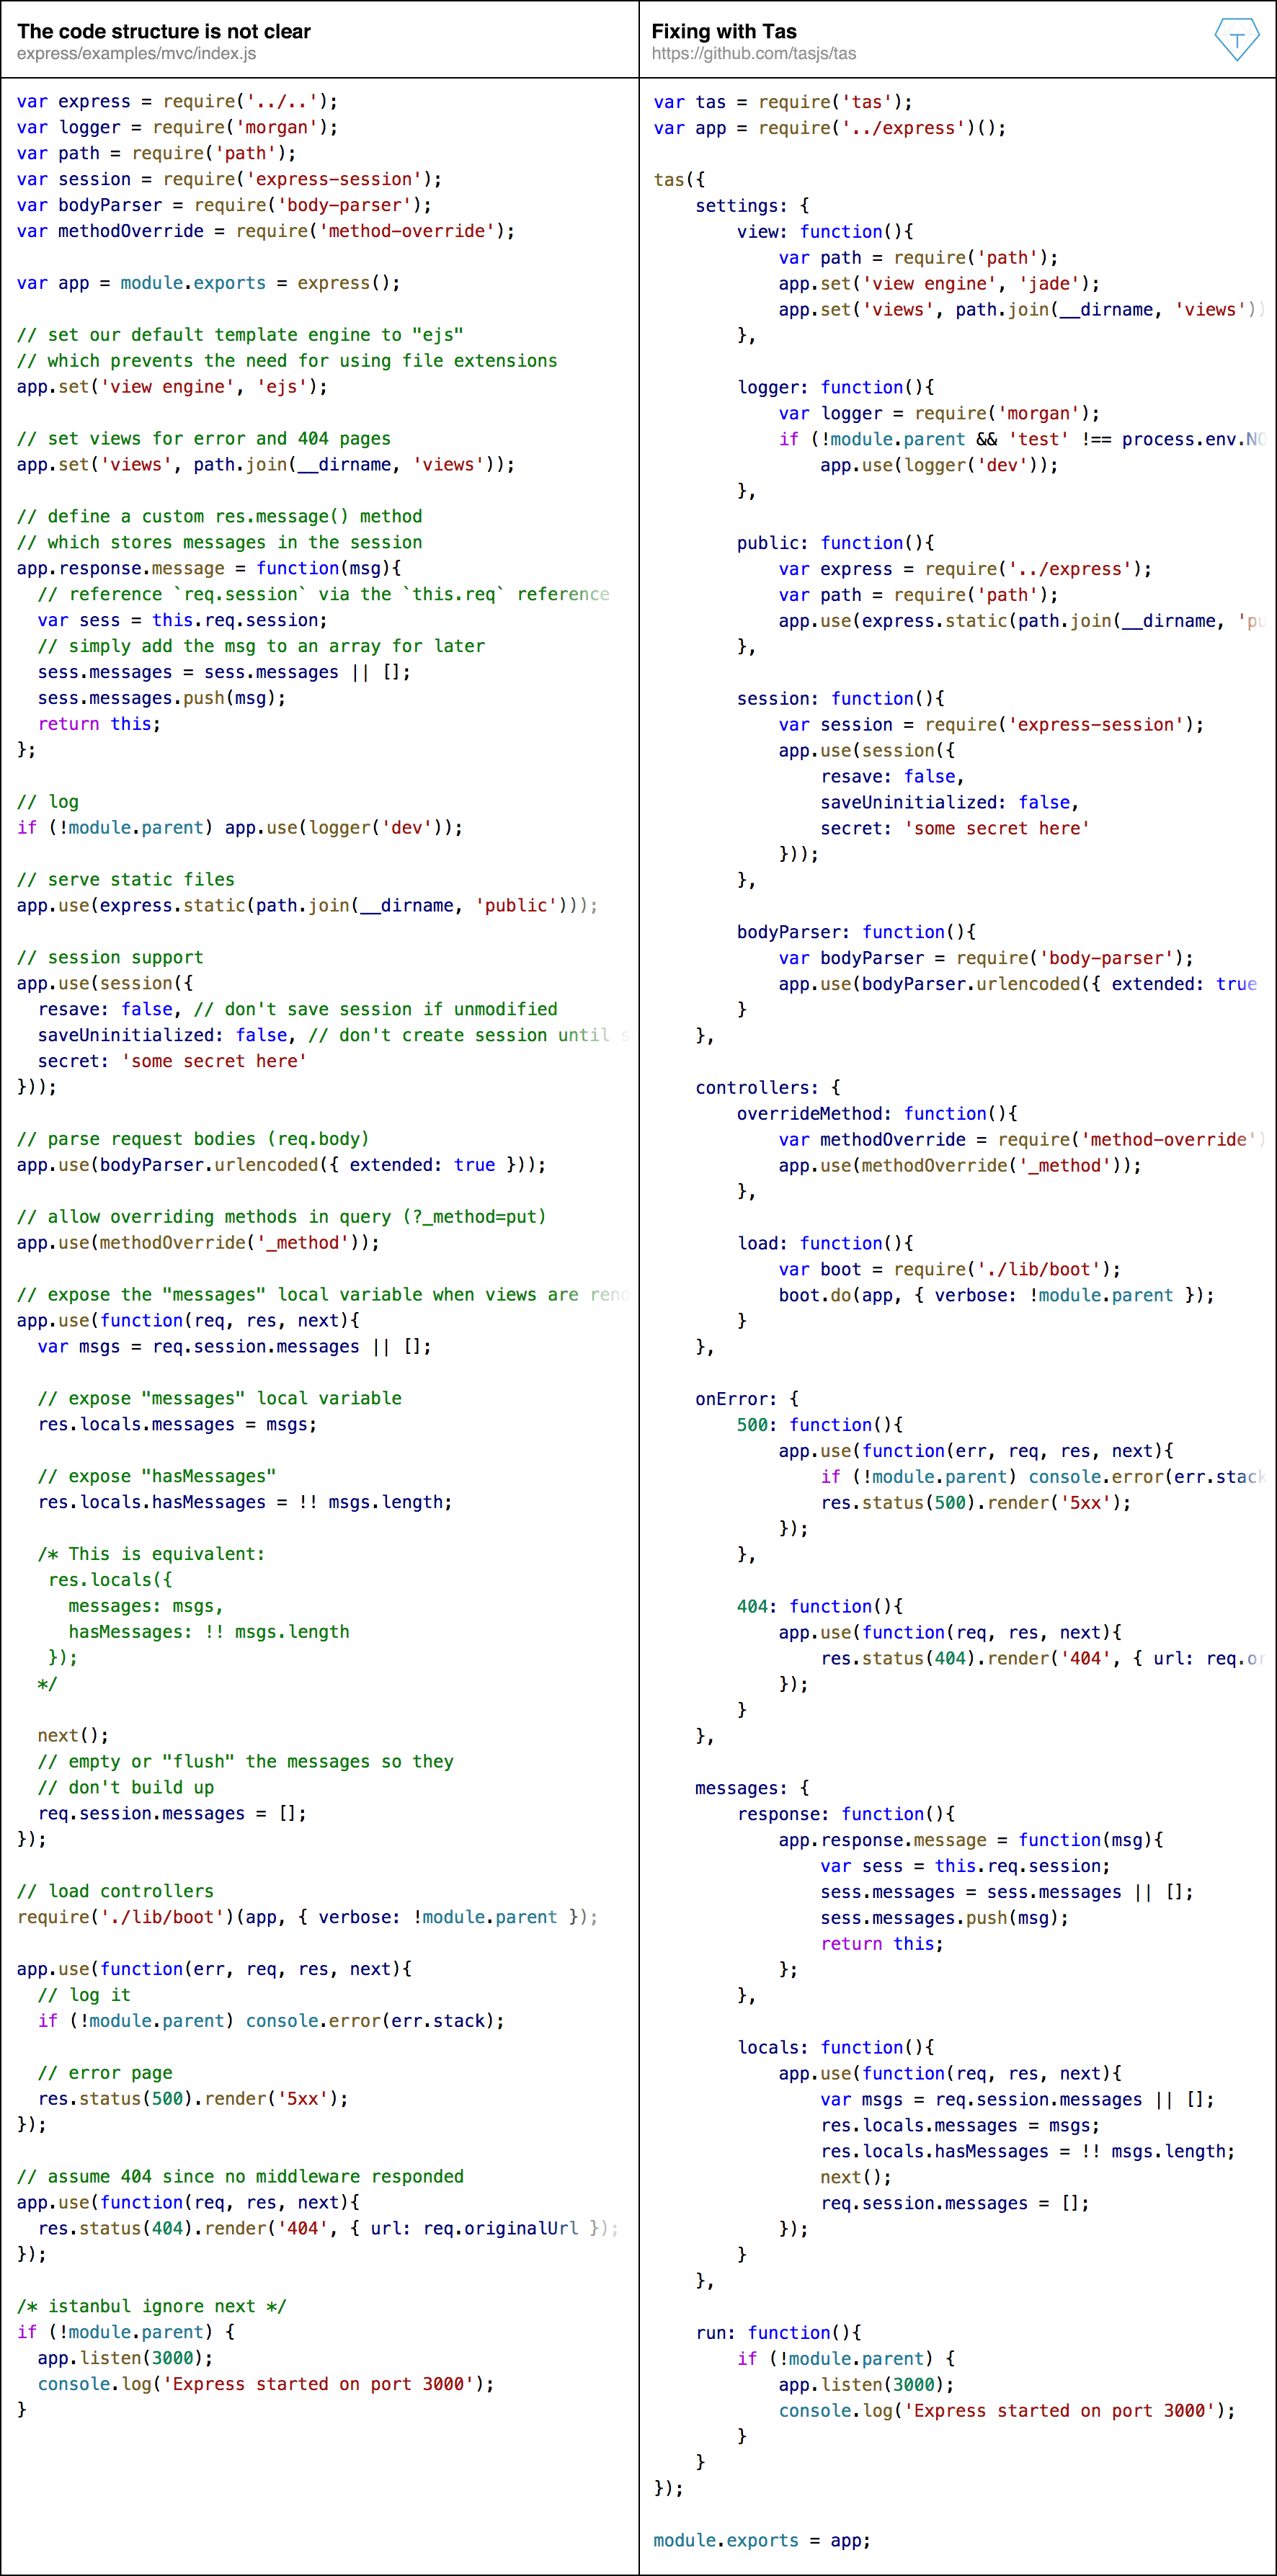 The code structure is not clear
express/examples/mvc/index.js
var express = require('../..');
var logger = require('morgan');
var path = require('path');
var session = require('express-session');
var bodyParser = require('body-parser');
var methodOverride = require('method-override');
var app = module.exports = express();
// set our default template engine to "ejs"
// which prevents the need for using file extensions
app.set('view engine', 'ejs');
// set views for error and 404 pages
app.set('views', path.join(__dirname, 'views'));
// define a custom res.message() method
// which stores messages in the session
app.response.message = function(msg){
  // reference `req.session` via the `this.req` reference
  var sess = this.req.session;
  // simply add the msg to an array for later
  sess.messages = sess.messages || [];
  sess.messages.push(msg);
  return this;
};
// log
if (!module.parent) app.use(logger('dev'));
// serve static files
app.use(express.static(path.join(__dirname, 'public')));
// session support
app.use(session({
  resave: false, // don't save session if unmodified
  saveUninitialized: false, // don't create session until s
  secret: 'some secret here'
}));
// parse request bodies (req.body)
app.use(bodyParser.urlencoded({ extended: true }));
// allow overriding methods in query (?_method=put)
app.use(methodOverride('_method'));
// expose the "messages" local variable when views are rend
app.use(function(req, res, next){
  var msgs = req.session.messages || [];
  // expose "messages" local variable
  res.locals.messages = msgs;
  // expose "hasMessages"
  res.locals.hasMessages = !! msgs.length;
  /* This is equivalent:
   res.locals({
     messages: msgs,
     hasMessages: !! msgs.length
   });
  */
  next();
  // empty or "flush" the messages so they
  // don't build up
  req.session.messages = [];
});
// load controllers
require('./lib/boot')(app, { verbose: !module.parent });
app.use(function(err, req, res, next){
  // log it
  if (!module.parent) console.error(err.stack);
  // error page
  res.status(500).render('5xx');
});
// assume 404 since no middleware responded
app.use(function(req, res, next){
  res.status(404).render('404', { url: req.originalUrl });
});
/* istanbul ignore next */
if (!module.parent) {
  app.listen(3000);
  console.log('Express started on port 3000');
}
Fixing with Tas
https://github.com/tasjs/tas
T
var tas = require('tas');
var app = require('../express')();
tas({
    settings: {
        view: function(){
            var path = require('path');
            app.set('view engine', 'jade');
            app.set('views', path.join(__dirname, 'views'))
        },
        logger: function(){
            var logger = require('morgan');
            if (!module.parent && 'test' !== process.env.NO
                app.use(logger('dev'));
        },
        public: function(){
            var express = require('../express');
            var path = require('path');
            app.use(express.static(path.join(__dirname, 'pu
        },
        session: function(){
            var session = require('express-session');
            app.use(session({
                resave: false,
                saveUninitialized: false,
                secret: 'some secret here'
            }));
        },
        bodyParser: function(){
            var bodyParser = require('body-parser');
            app.use(bodyParser.urlencoded({ extended: true
        }
    },
    controllers: {
        overrideMethod: function(){
            var methodOverride = require('method-override')
            app.use(methodOverride('_method'));
        },
        load: function(){
            var boot = require('./lib/boot');
            boot.do(app, { verbose: !module.parent });
        }
    },
    onError: {
        500: function(){
            app.use(function(err, req, res, next){
                if (!module.parent) console.error(err.stack
                res.status(500).render('5xx');
            });
        },
        404: function(){
            app.use(function(req, res, next){
                res.status(404).render('404', { url: req.or
            });
        }
    },
    messages: {
        response: function(){
            app.response.message = function(msg){
                var sess = this.req.session;
                sess.messages = sess.messages || [];
                sess.messages.push(msg);
                return this;
            };
        },
        locals: function(){
            app.use(function(req, res, next){
                var msgs = req.session.messages || [];
                res.locals.messages = msgs;
                res.locals.hasMessages = !! msgs.length;
                next();
                req.session.messages = [];
            });
        }
    },
    run: function(){
        if (!module.parent) {
            app.listen(3000);
            console.log('Express started on port 3000');
        }
    }
});
module.exports = app;